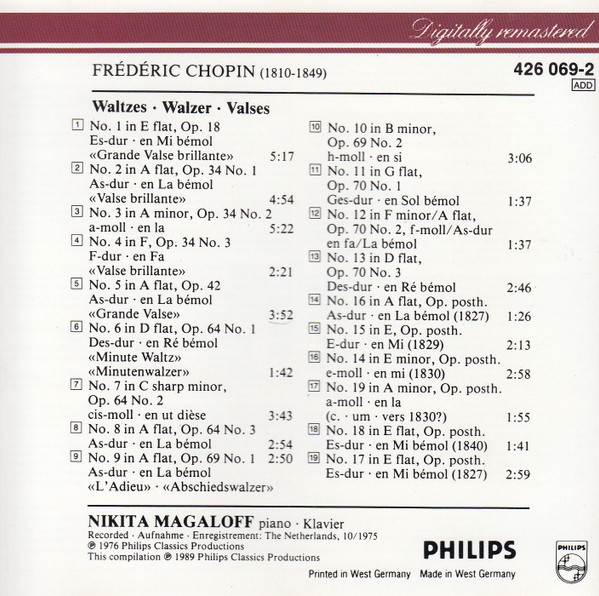 Digitally remastered
FRÉDÉRIC CHOPIN (1810-1849)
426 069-2
ADD
Waltzes · Walzer · Valses
1 No. 1 in E flat, Op. 18
Es-dur · en Mi bémol
«Grande Valse brillante» 5:17
2 No. 2 in A flat, Op. 34 No. 1
As-dur · en La bémol
«Valse brillante» 4:54
3 No. 3 in A minor, Op. 34 No. 2
a-moll · en la 5:22
4 No. 4 in F, Op. 34 No. 3
F-dur · en Fa
«Valse brillante» 2:21
5 No. 5 in A flat, Op. 42
As-dur · en La bémol
«Grande Valse» 3:52
6 No. 6 in D flat, Op. 64 No. 1
Des-dur · en Ré bémol
«Minute Waltz»
«Minutenwalzer» 1:42
7 No. 7 in C sharp minor,
Op. 64 No. 2
cis-moll · en ut dièse 3:43
8 No. 8 in A flat, Op. 64 No. 3
As-dur · en La bémol 2:54
9 No. 9 in A flat, Op. 69 No. 1 2:50
As-dur · en La bémol
«L'Adieu» · «Abschiedswalzer»
10 No. 10 in B minor,
Op. 69 No. 2
h-moll · en si 3:06
11 No. 11 in G flat,
Op. 70 No. 1
Ges-dur · en Sol bémol 1:37
12 No. 12 in F minor/A flat,
Op. 70 No. 2, f-moll/As-dur
en fa/La bémol 1:37
13 No. 13 in D flat,
Op. 70 No. 3
Des-dur · en Ré bémol 2:46
14 No. 16 in A flat, Op. posth.
As-dur · en La bémol (1827) 1:26
15 No. 15 in E, Op. posth.
E-dur · en Mi (1829) 2:13
16 No. 14 in E minor, Op. posth.
e-moll · en mi (1830) 2:58
17 No. 19 in A minor, Op. posth.
a-moll · en la
(c. · um · vers 1830?) 1:55
18 No. 18 in E flat, Op. posth.
Es-dur · en Mi bémol (1840) 1:41
19 No. 17 in E flat, Op. posth.
Es-dur · en Mi bémol (1827) 2:59
NIKITA MAGALOFF piano · Klavier
Recorded · Aufnahme · Enregistrement: The Netherlands, 10/1975
℗ 1976 Philips Classics Productions
This compilation ℗ 1989 Philips Classics Productions
PHILIPS
PHILIPS
Printed in West Germany Made in West Germany